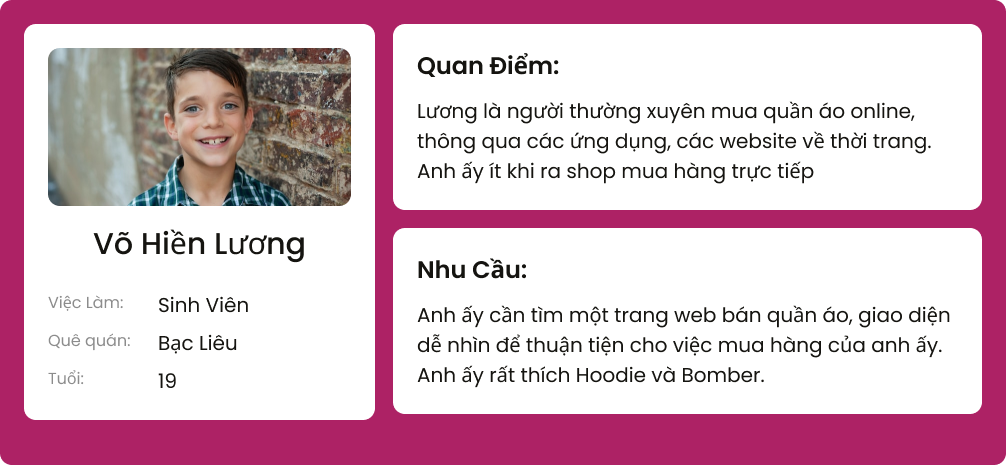 Võ Hiền Lương
Việc Làm: Sinh Viên
Quê quán: Bạc Liêu
Tuổi: 19
Quan Điểm:
Lương là người thường xuyên mua quần áo online,
thông qua các ứng dụng, các website về thời trang.
Anh ấy ít khi ra shop mua hàng trực tiếp
Nhu Cầu:
Anh ấy cần tìm một trang web bán quần áo, giao diện
dễ nhìn để thuận tiện cho việc mua hàng của anh ấy.
Anh ấy rất thích Hoodie và Bomber.